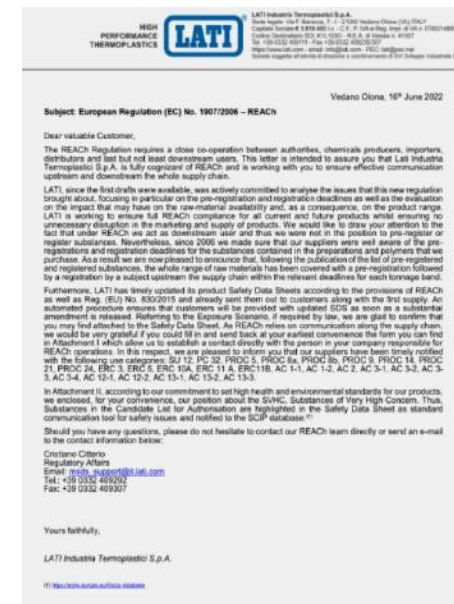 HIGH
PERFORMANCE
THERMOPLASTICS
LATI
LATI Industria Termoplastici S.p.A.
Vedano Olona, 16th June 2022
Subject: European Regulation (EC) No. 1907/2006 – REACh
Dear valuable Customer,
The REACh Regulation requires a close co-operation between authorities, chemicals producers, importers,
distributors and last but not least downstream users. This letter is intended to assure you that Lati Industria
Termoplastici S.p.A. is fully cognizant of REACh and is working with you to ensure effective communication
upstream and downstream the whole supply chain.
LATI, since the first drafts were available, was actively committed to analyse the issues that this new regulation
brought about, focusing in particular on the pre-registration and registration deadlines as well as the evaluation
on the impact that may have on the raw-material availability and, as a consequence, on the product range.
LATI is working to ensure full REACh compliance for all current and future products whilst ensuring no
unnecessary disruption in the marketing and supply of products. We would like to draw your attention to the
fact that under REACh we act as downstream user and thus we were not in the position to pre-register or
register substances. Nevertheless, since 2006 we made sure that our suppliers were well aware of the pre-
registrations and registration deadlines for the substances contained in the preparations and polymers that we
purchase. As a result we are now pleased to announce that, following the publication of the list of pre-registered
and registered substances, the whole range of raw materials has been covered with a pre-registration followed
by a registration by a subject upstream the supply chain within the relevant deadlines for each tonnage band.
Furthermore, LATI has timely updated its product Safety Data Sheets according to the provisions of REACh
as well as Reg. (EU) No. 830/2015 and already sent them out to customers along with the first supply. An
automated procedure ensures that customers will be provided with updated SDS as soon as a substantial
amendment is released. Referring to the Exposure Scenario, if required by law, we are glad to confirm that
you may find attached to the Safety Data Sheet. As REACh relies on communication along the supply chain,
we would be very grateful if you could fill in and send back at your earliest convenience the form you can find
in Attachment I which allow us to establish a contact directly with the person in your company responsible for
REACh operations. In this respect, we are pleased to inform you that our suppliers have been timely notified
with the following use categories: SU 12, PC 32, PROC 5, PROC 8a, PROC 8b, PROC 9, PROC 14, PROC
21, PROC 24, ERC 3, ERC 5, ERC 10A, ERC 11 A, ERC11B, AC 1-1, AC 1-2, AC 2, AC 3-1, AC 3-2, AC 3-
3, AC 3-4, AC 12-1, AC 12-2, AC 13-1, AC 13-2, AC 13-3.
In Attachment II, according to our commitment to set high health and environmental standards for our products,
we enclosed, for your convenience, our position about the SVHC, Substances of Very High Concern. Thus,
Substances in the Candidate List for Authorisation are highlighted in the Safety Data Sheet as standard
communication tool for safety issues and notified to the SCIP database.(1)
Should you have any questions, please do not hesitate to contact our REACh team directly or send an e-mail
to the contact information below:
Cristiano Citterio
Regulatory Affairs
Email: msds_support@it.lati.com
Tel.: +39 0332 409292
Fax: +39 0332 409307
Yours faithfully,
LATI Industria Termoplastici S.p.A.